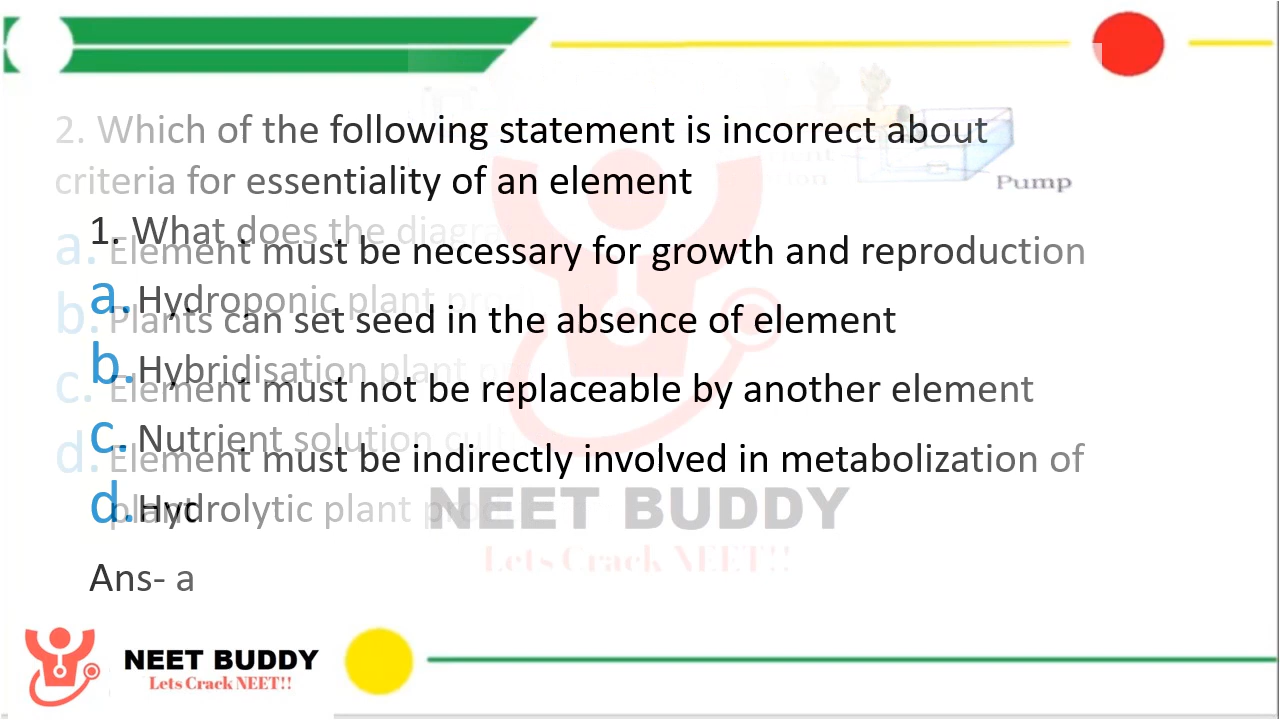 2. Which of the following statement is incorrect about
criteria for essentiality of an element
Pump
1. What does the
a. Element must be necessary for growth and reproduction
a. Hydroponic plant
b. Plants can set seed in the absence of element
b. Hybridisation plant
c. Element must not be replaceable by another element
c. Nutrient solution
d. Element must be indirectly involved in metabolization of
plant
d. Hydrolytic plant
NEET BUDDY
Lets Crack NEET!!
Ans- a
NEET BUDDY
Lets Crack NEET!!